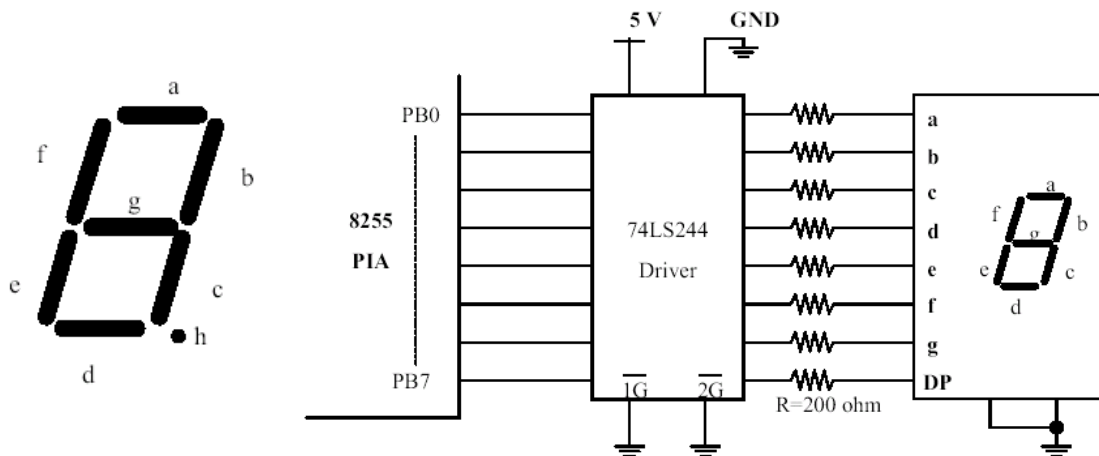 5 V GND
a
f
b
g
e
c
h
d
PB0
8255
PIA
PB7
74LS244
Driver
1G 2G
R=200 ohm
a
b
c
d
e
f
g
DP
a
f
b
g
e
c
d